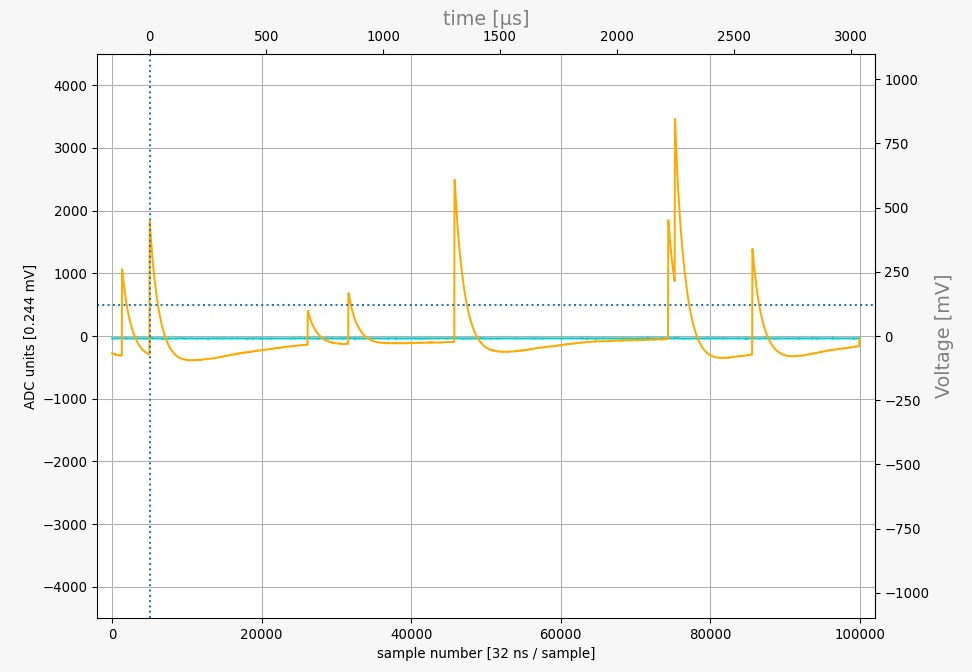 time [µs]
0 500 1000 1500 2000 2500 3000
4000 3000 2000 1000 0 −1000 −2000 −3000 −4000
ADC units [0.244 mV]
1000 750 500 250 0 −250 −500 −750 −1000
Voltage [mV]
0 20000 40000 60000 80000 100000
sample number [32 ns / sample]